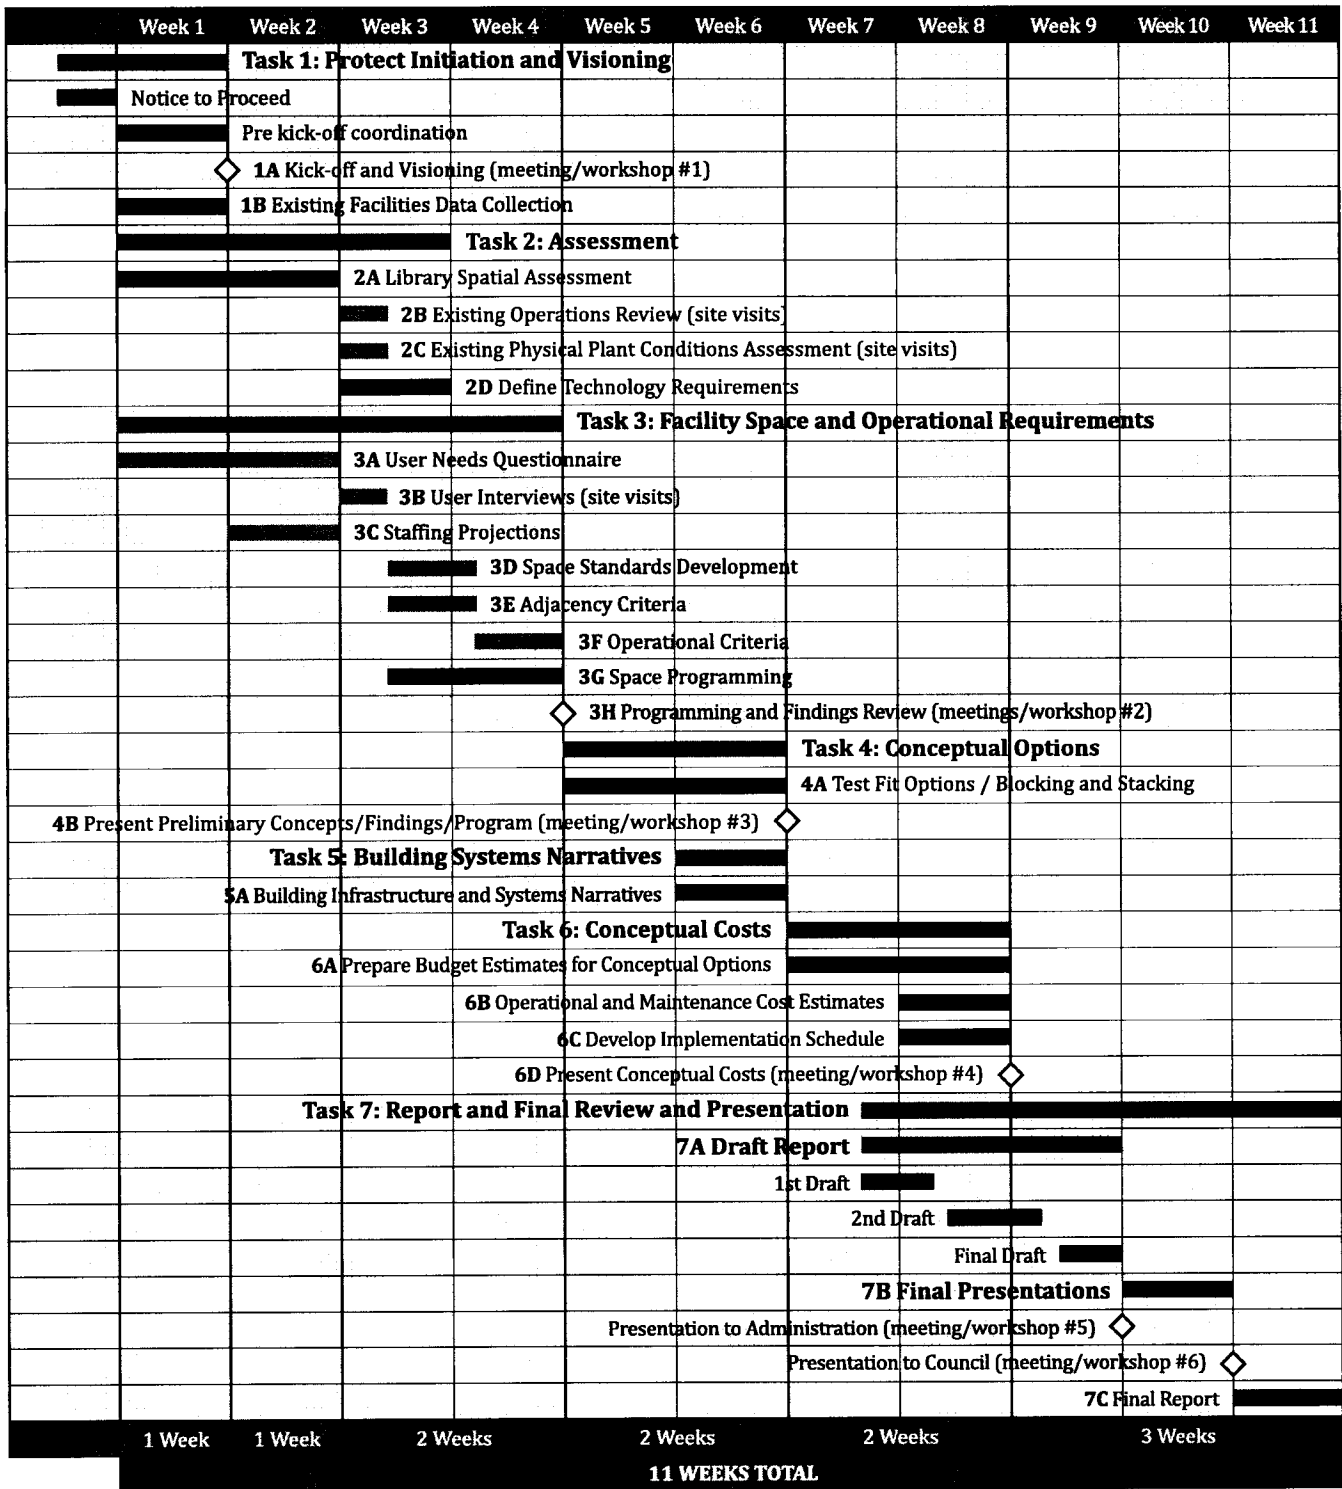 Week 1 Week 2 Week 3 Week 4 Week 5 Week 6 Week 7 Week 8 Week 9 Week 10 Week 11
Task 1: Protect Initiation and Visioning
Notice to Proceed
Pre kick-off coordination
1A Kick-off and Visioning (meeting/workshop #1)
1B Existing Facilities Data Collection
Task 2: Assessment
2A Library Spatial Assessment
2B Existing Operations Review (site visits)
2C Existing Physical Plant Conditions Assessment (site visits)
2D Define Technology Requirements
Task 3: Facility Space and Operational Requirements
3A User Needs Questionnaire
3B User Interviews (site visits)
3C Staffing Projections
3D Space Standards Development
3E Adjacency Criteria
3F Operational Criteria
3G Space Programming
3H Programming and Findings Review (meetings/workshop #2)
Task 4: Conceptual Options
4A Test Fit Options / Blocking and Stacking
4B Present Preliminary Concepts/Findings/Program (meeting/workshop #3)
Task 5: Building Systems Narratives
5A Building Infrastructure and Systems Narratives
Task 6: Conceptual Costs
6A Prepare Budget Estimates for Conceptual Options
6B Operational and Maintenance Cost Estimates
6C Develop Implementation Schedule
6D Present Conceptual Costs (meeting/workshop #4)
Task 7: Report and Final Review and Presentation
7A Draft Report
1st Draft
2nd Draft
Final Draft
7B Final Presentations
Presentation to Administration (meeting/workshop #5)
Presentation to Council (meeting/workshop #6)
7C Final Report
1 Week 1 Week 2 Weeks 2 Weeks 2 Weeks 3 Weeks
11 WEEKS TOTAL